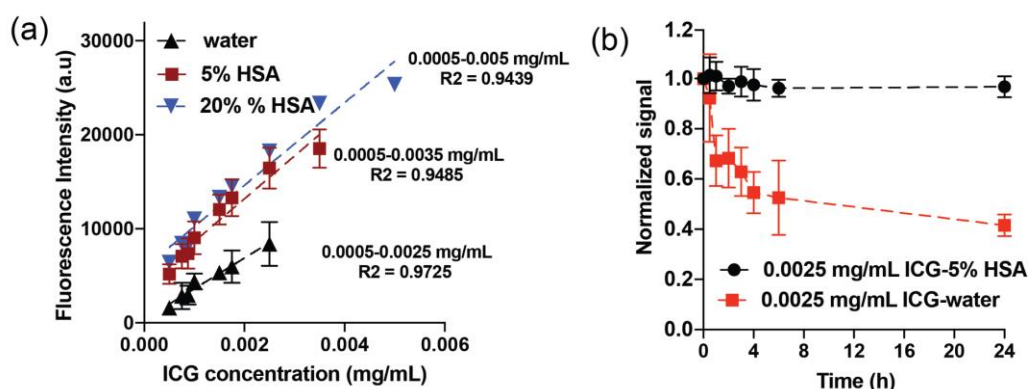 (a)
Fluorescence Intensity (a.u)
30000
20000
10000
0
water
5% HSA
20% % HSA
0.0005-0.005 mg/mL
R2 = 0.9439
0.0005-0.0035 mg/mL
R2 = 0.9485
0.0005-0.0025 mg/mL
R2 = 0.9725
0.000 0.002 0.004 0.006
ICG concentration (mg/mL)
(b)
Normalized signal
1.2
1.0
0.8
0.6
0.4
0.2
0.0
0.0025 mg/mL ICG-5% HSA
0.0025 mg/mL ICG-water
0 4 8 12 16 20 24
Time (h)